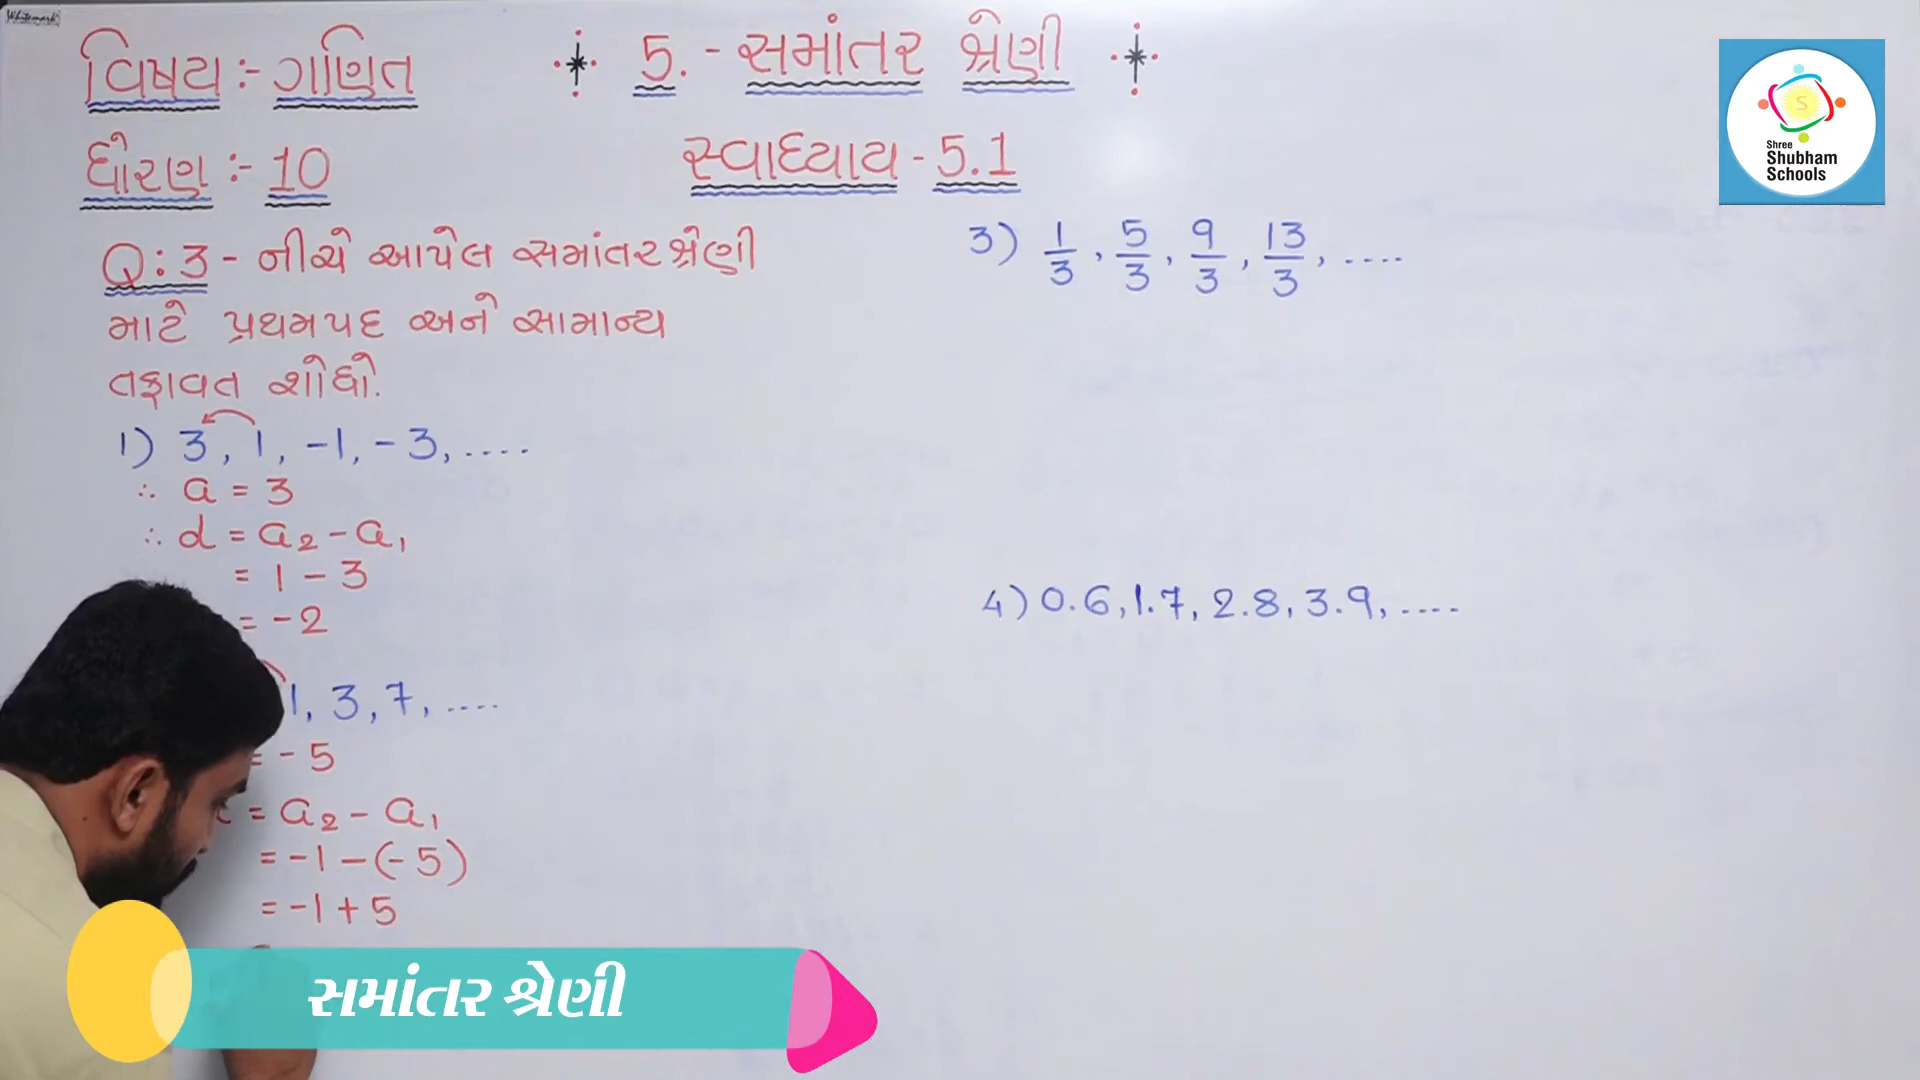 Whitemark
વિષય :- ગણિત
5. - સમાંતર શ્રેણી
ધોરણ :- 10
સ્વાધ્યાય - 5.1
Q:3 - નીચે આપેલ સમાંતર શ્રેણી
માટે પ્રથમપદ અને સામાન્ય
તફાવત શોધો.
1) 3, 1, -1, -3, ....
∴ a = 3
∴ d = a₂ - a₁
= 1 - 3
= -2
1, 3, 7, ....
= -5
= a₂ - a₁
= -1 - (-5)
= -1 + 5
3) 1/3, 5/3, 9/3, 13/3, ....
4) 0.6, 1.7, 2.8, 3.9, ....
S
Shree
Shubham
Schools
સમાંતર શ્રેણી